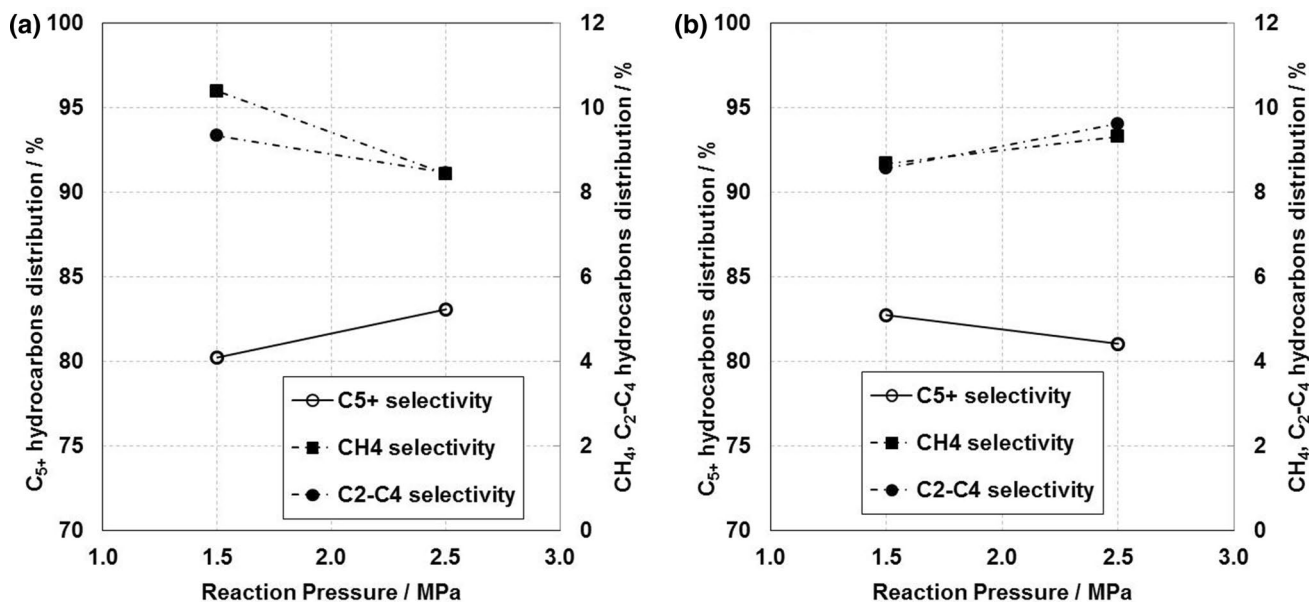 (a)
C5+ hydrocarbons distribution / %
100
95
90
85
80
75
70
12
10
8
6
4
2
0
CH4, C2-C4 hydrocarbons distribution / %
C5+ selectivity
CH4 selectivity
C2-C4 selectivity
1.0 1.5 2.0 2.5 3.0
Reaction Pressure / MPa
(b)
C5+ hydrocarbons distribution / %
100
95
90
85
80
75
70
12
10
8
6
4
2
0
CH4, C2-C4 hydrocarbons distribution / %
C5+ selectivity
CH4 selectivity
C2-C4 selectivity
1.0 1.5 2.0 2.5 3.0
Reaction Pressure / MPa